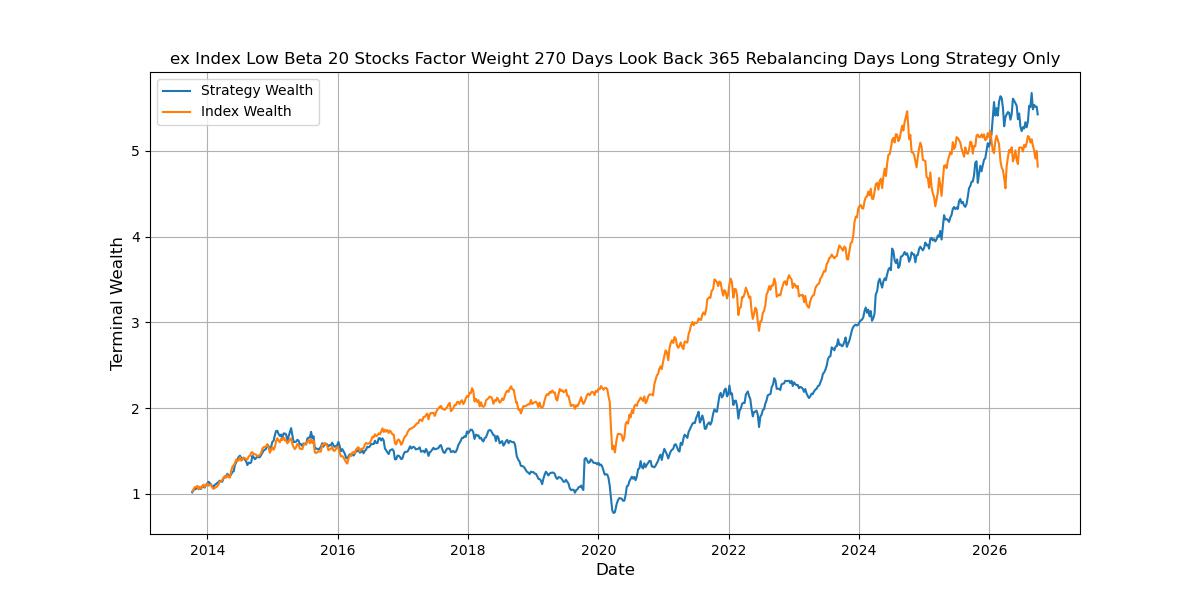 ex Index Low Beta 20 Stocks Factor Weight 270 Days Look Back 365 Rebalancing Days Long Strategy Only
Strategy Wealth
Index Wealth
Terminal Wealth
5
4
3
2
1
2014 2016 2018 2020 2022 2024 2026
Date